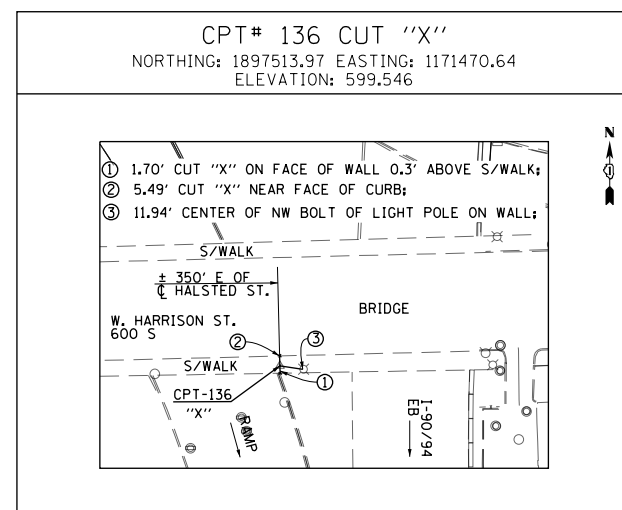 CPT# 136 CUT "X"
NORTHING: 1897513.97 EASTING: 1171470.64
ELEVATION: 599.546
N
① 1.70' CUT "X" ON FACE OF WALL 0.3' ABOVE S/WALK;
② 5.49' CUT "X" NEAR FACE OF CURB;
③ 11.94' CENTER OF NW BOLT OF LIGHT POLE ON WALL;
S/WALK
± 350' E OF
℄ HALSTED ST.
BRIDGE
W. HARRISON ST.
600 S
②
③
S/WALK
①
CPT-136
"X"
RAMP
I-90/94
EB